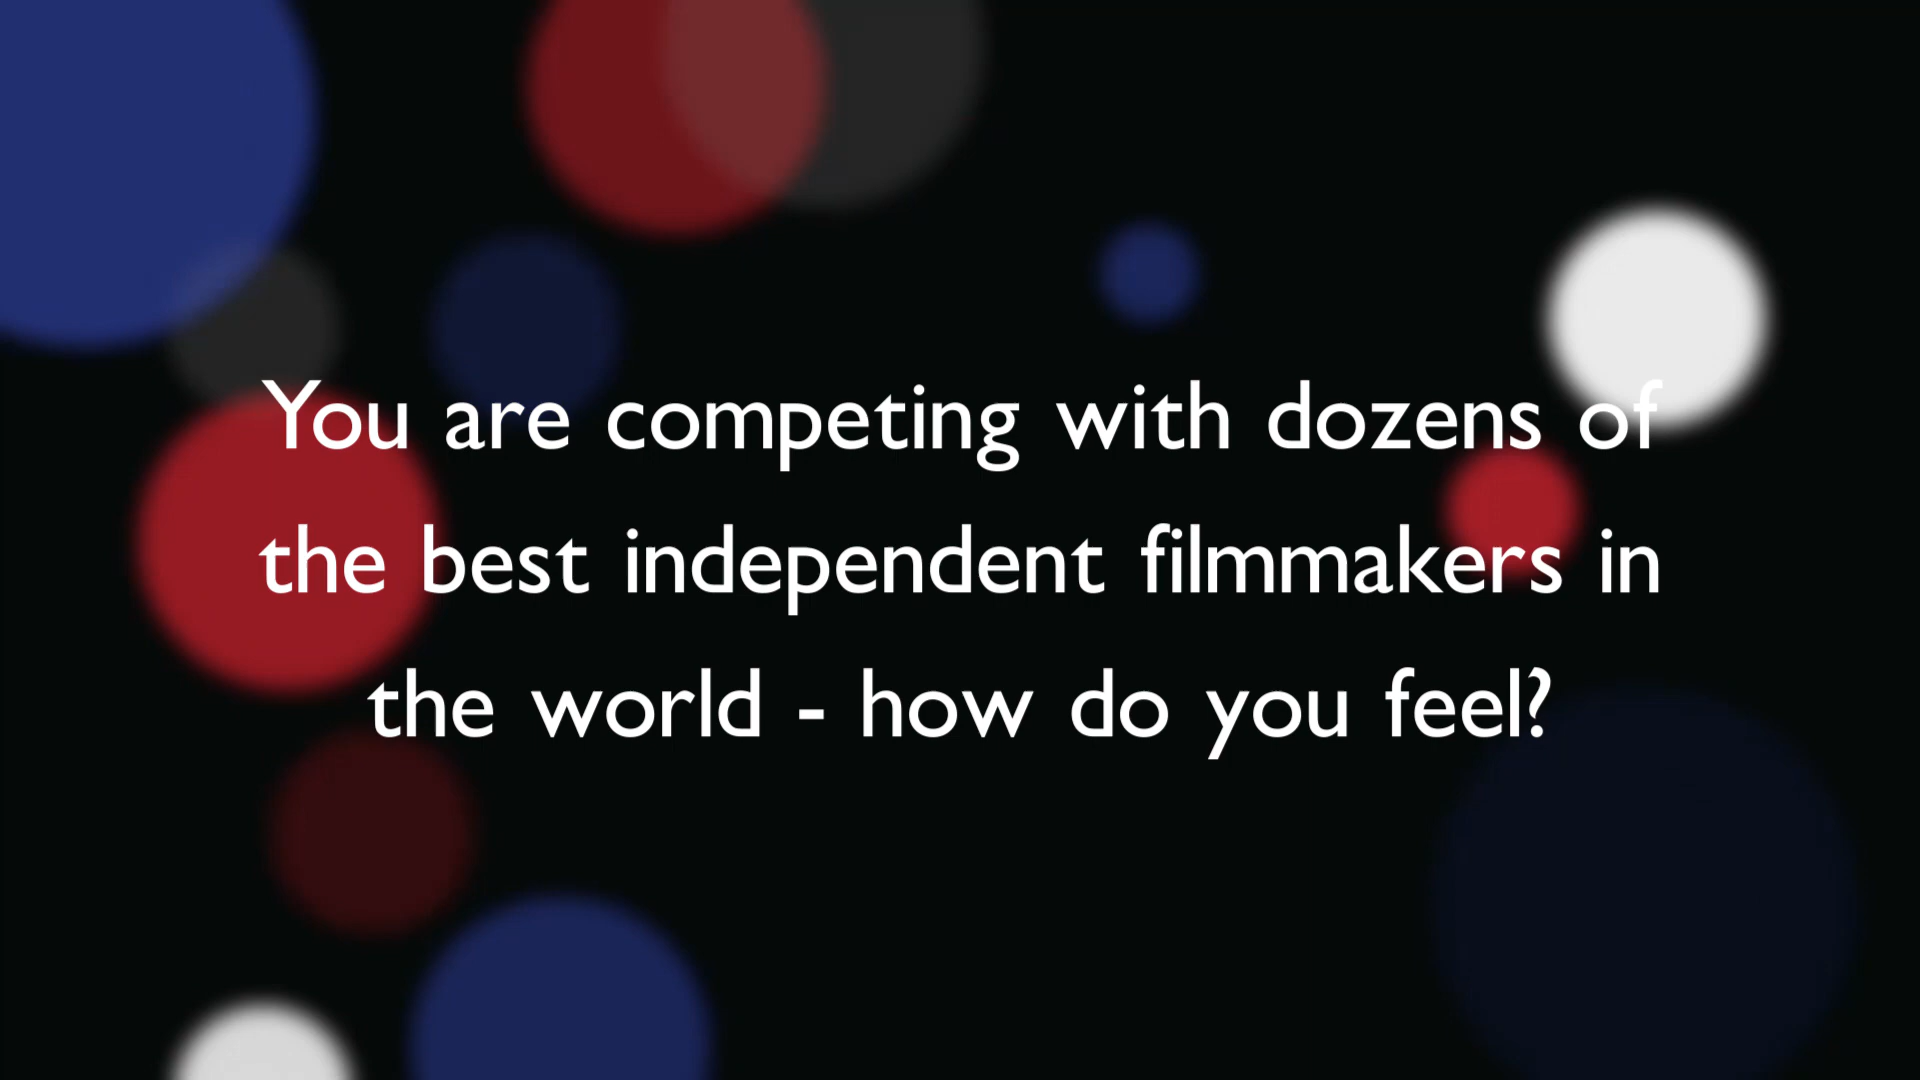 You are competing with dozens of
the best independent filmmakers in
the world - how do you feel?